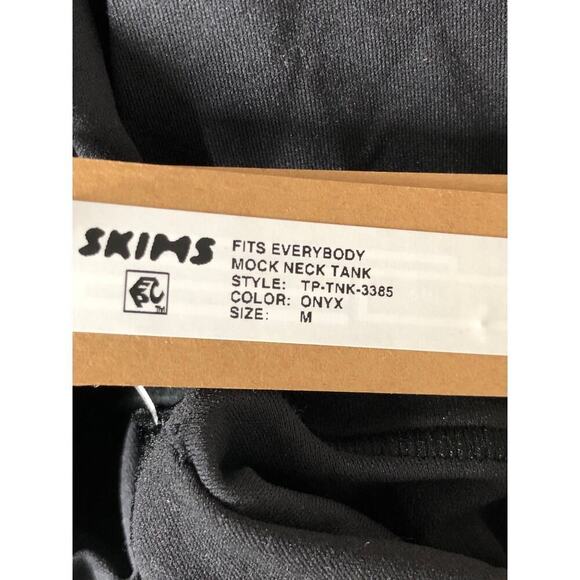 SKIMS
FITS EVERYBODY
MOCK NECK TANK
STYLE: TP-TNK-3385
COLOR: ONYX
SIZE: M